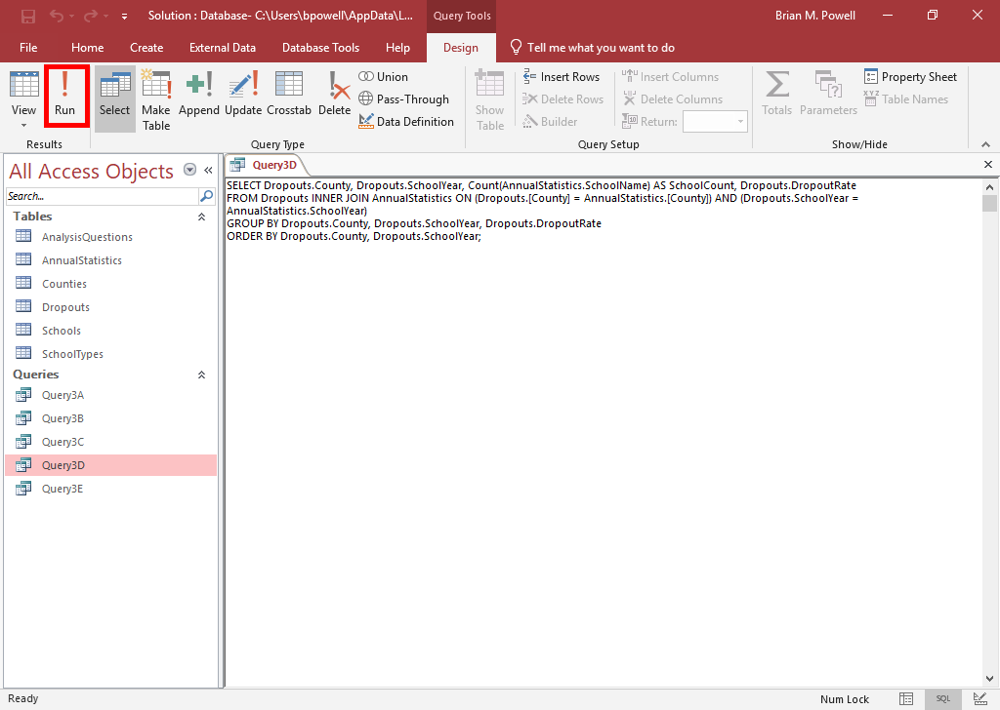 Solution : Database- C:\Users\bpowell\AppData\L...
Query Tools
Brian M. Powell
File
Home
Create
External Data
Database Tools
Help
Design
Tell me what you want to do
View
Run
Select
Make
Table
Append
Update
Crosstab
Delete
Union
Pass-Through
Data Definition
Show
Table
Insert Rows
Delete Rows
Builder
Insert Columns
Delete Columns
Return:
Totals
Parameters
Property Sheet
XYZ
Table Names
Results
Query Type
Query Setup
Show/Hide
All Access Objects
Search...
Tables
AnalysisQuestions
AnnualStatistics
Counties
Dropouts
Schools
SchoolTypes
Queries
Query3A
Query3B
Query3C
Query3D
Query3E
Query3D
SELECT Dropouts.County, Dropouts.SchoolYear, Count(AnnualStatistics.SchoolName) AS SchoolCount, Dropouts.DropoutRate
FROM Dropouts INNER JOIN AnnualStatistics ON (Dropouts.[County] = AnnualStatistics.[County]) AND (Dropouts.SchoolYear =
AnnualStatistics.SchoolYear)
GROUP BY Dropouts.County, Dropouts.SchoolYear, Dropouts.DropoutRate
ORDER BY Dropouts.County, Dropouts.SchoolYear;
Ready
Num Lock
SQL